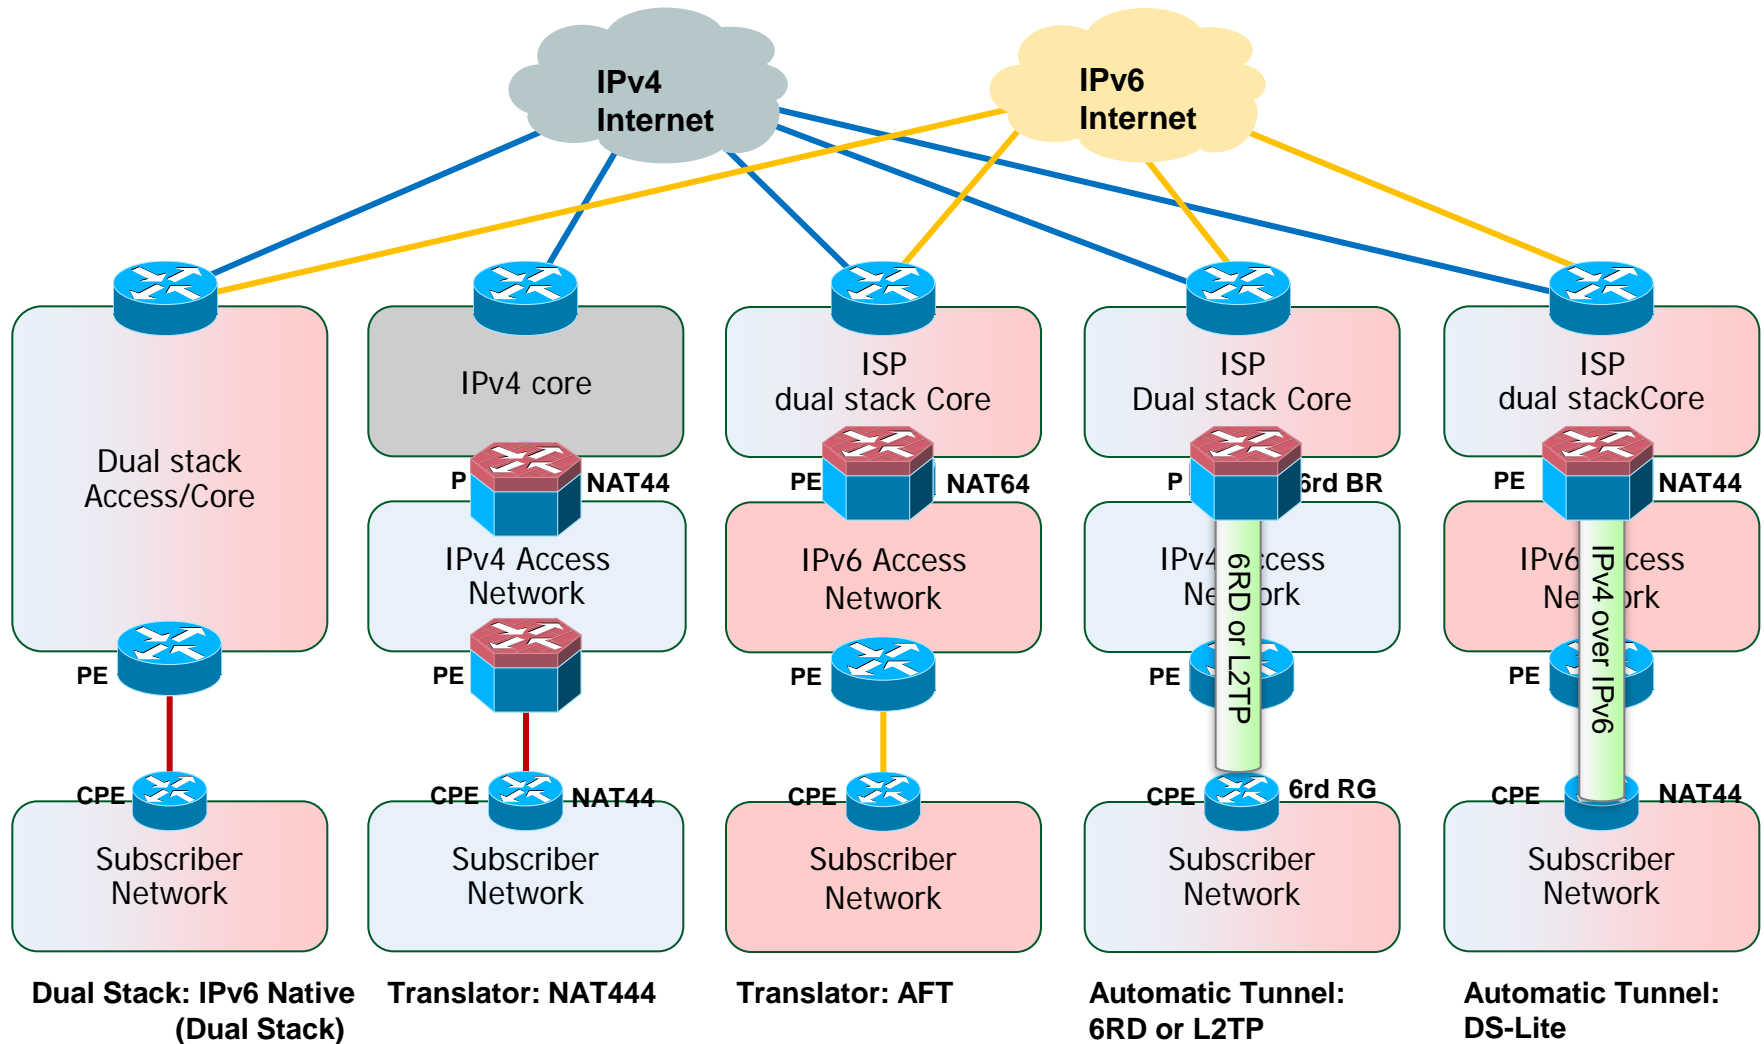 IPv4
Internet
IPv6
Internet
Dual stack
Access/Core
PE
CPE
Subscriber
Network
Dual Stack: IPv6 Native
(Dual Stack)
IPv4 core
P
NAT44
IPv4 Access
Network
PE
CPE
NAT44
Subscriber
Network
Translator: NAT444
ISP
dual stack Core
PE
NAT64
IPv6 Access
Network
PE
CPE
Subscriber
Network
Translator: AFT
ISP
Dual stack Core
P
6rd BR
6RD or L2TP
PE
CPE
6rd RG
Subscriber
Network
Automatic Tunnel:
6RD or L2TP
ISP
dual stackCore
PE
NAT44
IPv4 over IPv6
PE
CPE
NAT44
Subscriber
Network
Automatic Tunnel:
DS-Lite